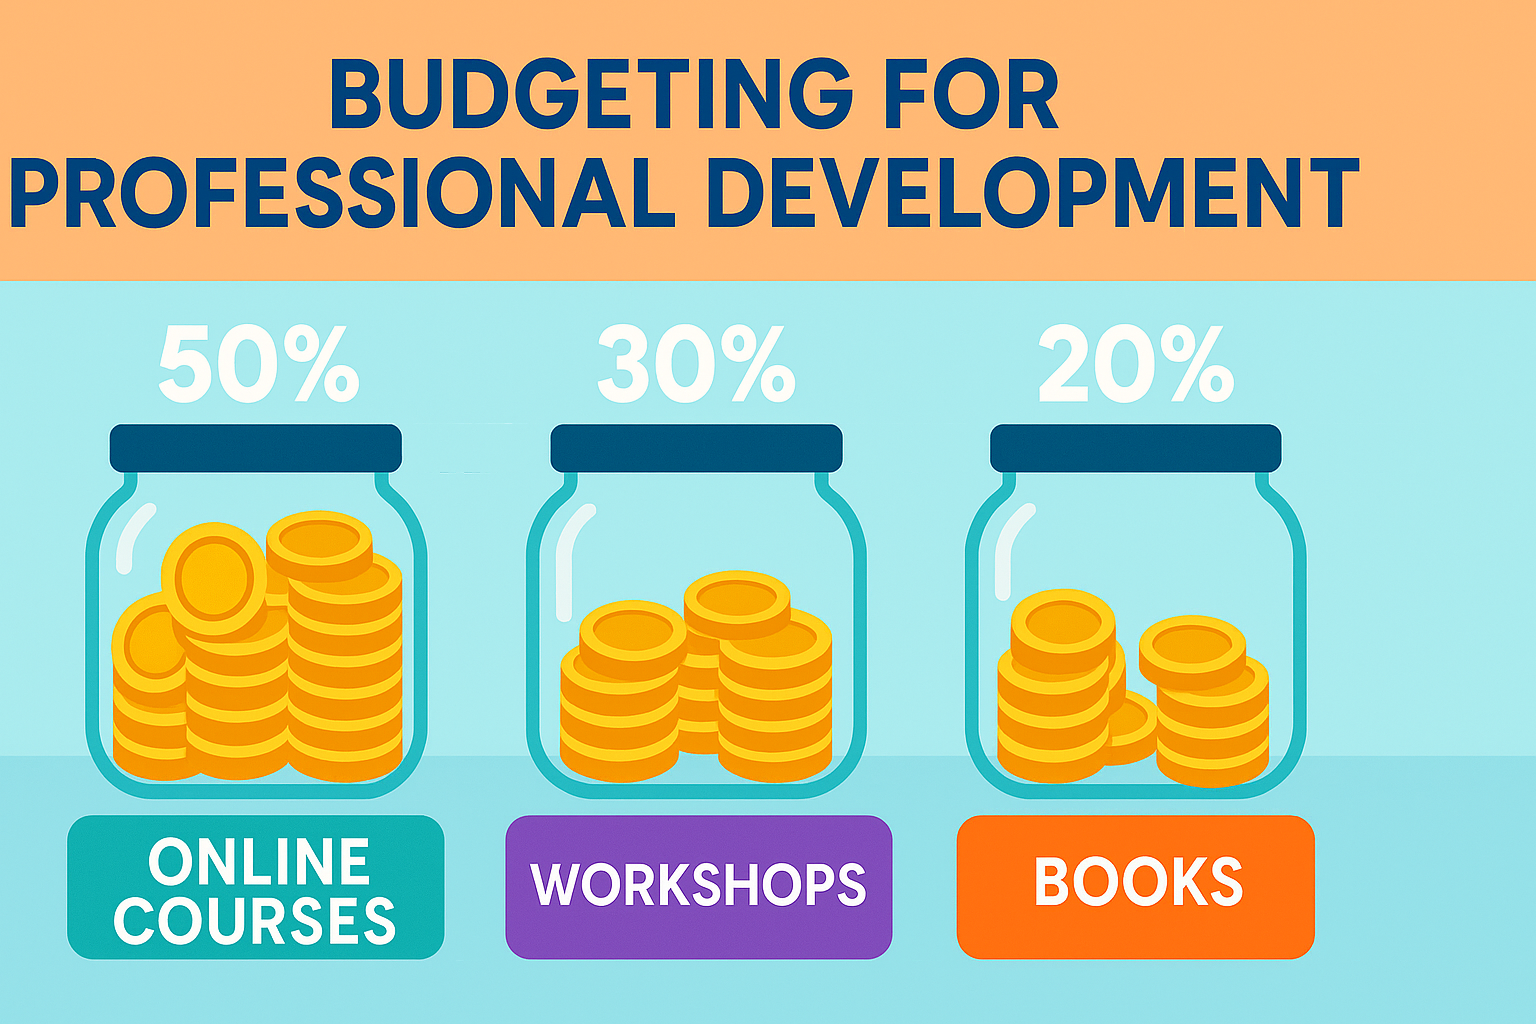 BUDGETING FOR
PROFESSIONAL DEVELOPMENT
50%
30%
20%
ONLINE
COURSES
WORKSHOPS
BOOKS